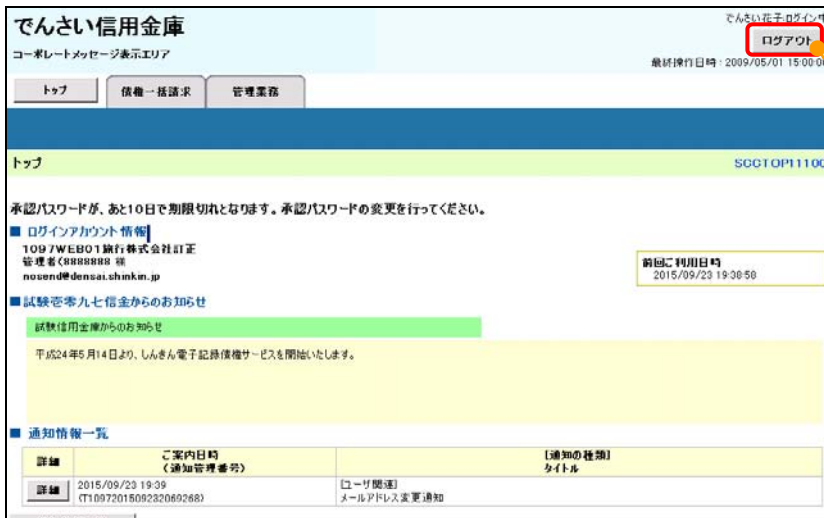 でんさい信用金庫
でんさい花子:ログイン中
コーポレートメッセージ表示エリア
ログアウト
最終操作日時:2009/05/01 15:00:00
トップ 債権一括請求 管理業務
トップ SCCTOP11100
承認パスワードが、あと10日で期限切れとなります。承認パスワードの変更を行ってください。
■ ログインアカウント情報
1097WEB01旅行株式会社訂正
管理者(8888888 様
nosend@densai.shinkin.jp
前回ご利用日時
2015/09/23 19:38:58
■試験壱零九七信金からのお知らせ
試験信用金庫からのお知らせ
平成24年5月14日より、しんきん電子記録債権サービスを開始いたします。
■ 通知情報一覧
詳細 ご案内日時 (通知管理番号) [通知の種類] タイトル
詳細 2015/09/23 19:39 [ユーザ関連]
(T1097201509232069268) メールアドレス変更通知